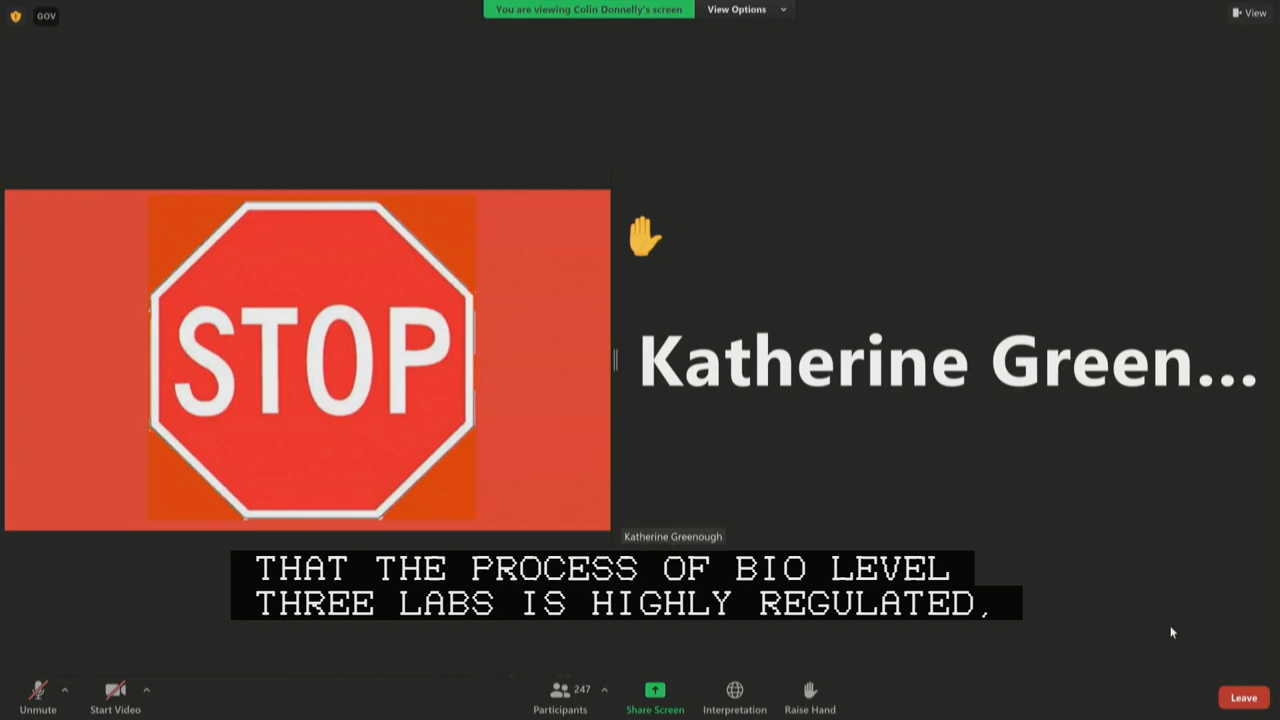 GOV
You are viewing Colin Donnelly's screen
View Options
View
STOP
Katherine Green...
Katherine Greenough
THAT THE PROCESS OF BIO LEVEL
THREE LABS IS HIGHLY REGULATED,
Unmute
Start Video
247
Participants
Share Screen
Interpretation
Raise Hand
Leave